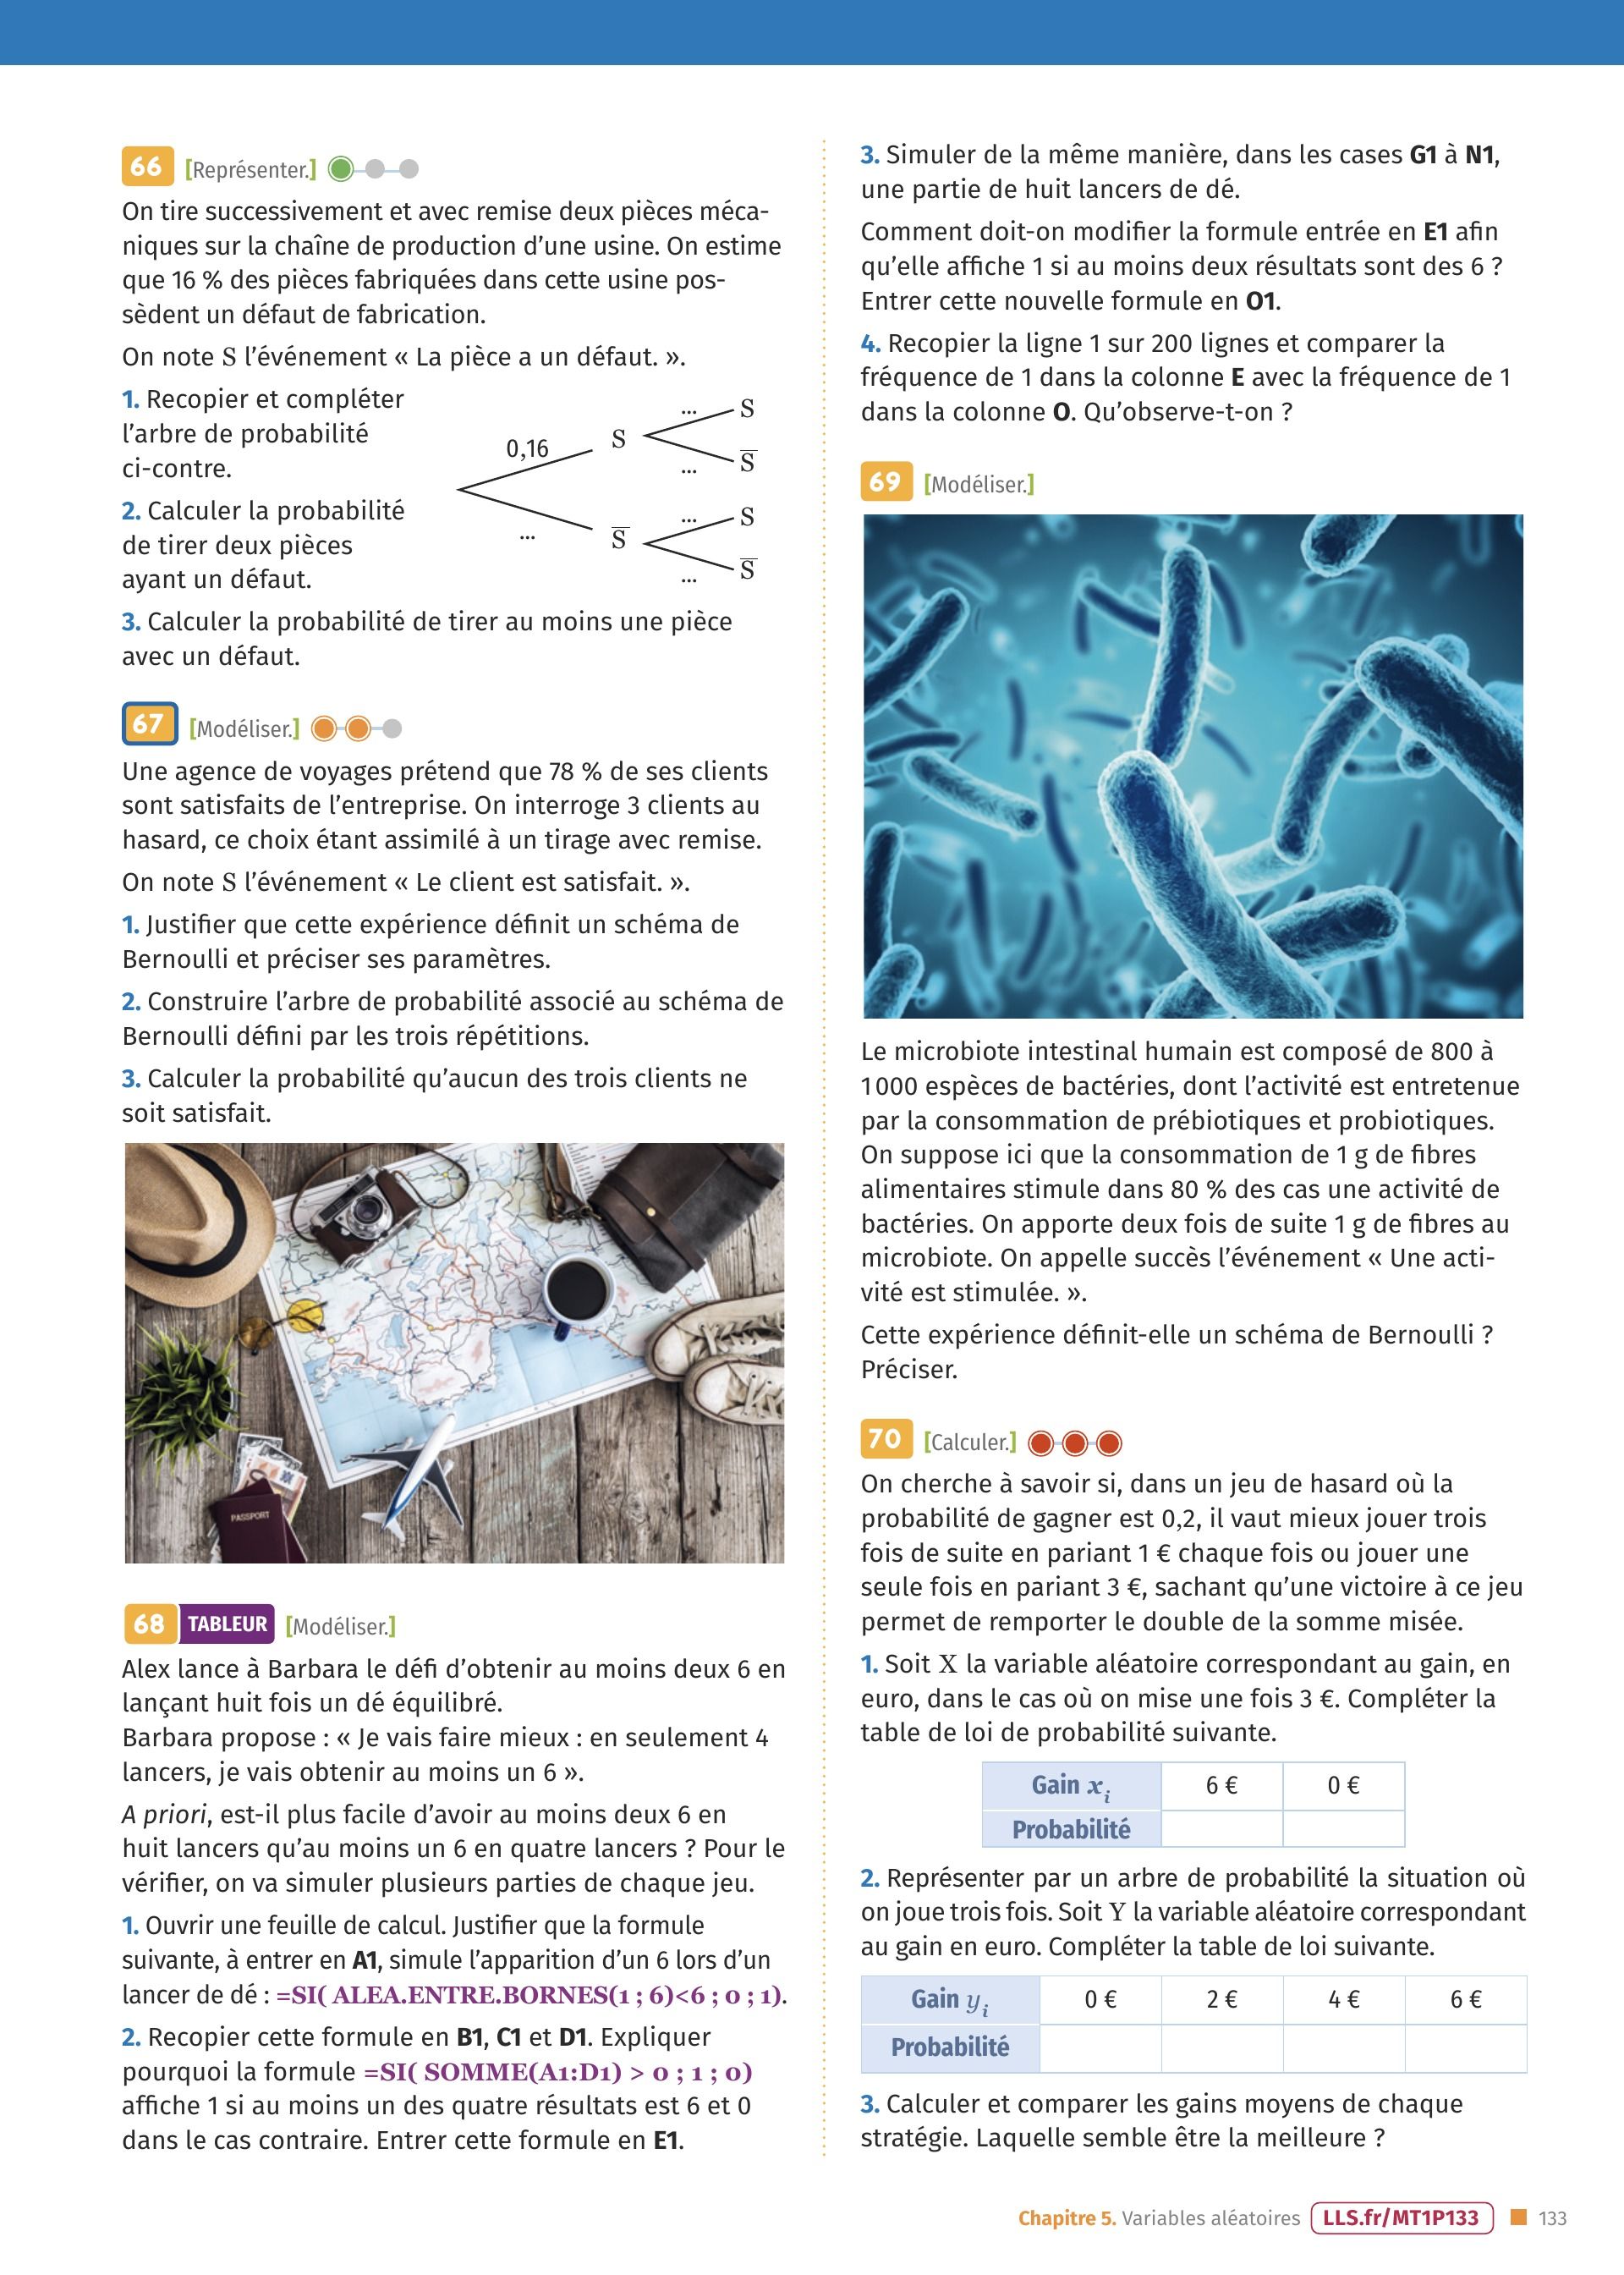 66 [Représenter.]
On tire successivement et avec remise deux pièces méca-
niques sur la chaîne de production d'une usine. On estime
que 16 % des pièces fabriquées dans cette usine pos-
sèdent un défaut de fabrication.
On note S l'événement « La pièce a un défaut. ».
1. Recopier et compléter
l'arbre de probabilité
ci-contre.
2. Calculer la probabilité
de tirer deux pièces
ayant un défaut.
0,16
...
S
S̅
...
S
...
S̅
...
S
...
S̅
3. Calculer la probabilité de tirer au moins une pièce
avec un défaut.
67 [Modéliser.]
Une agence de voyages prétend que 78 % de ses clients
sont satisfaits de l'entreprise. On interroge 3 clients au
hasard, ce choix étant assimilé à un tirage avec remise.
On note S l'événement « Le client est satisfait. ».
1. Justifier que cette expérience définit un schéma de
Bernoulli et préciser ses paramètres.
2. Construire l'arbre de probabilité associé au schéma de
Bernoulli défini par les trois répétitions.
3. Calculer la probabilité qu'aucun des trois clients ne
soit satisfait.
PASSPORT
68 TABLEUR [Modéliser.]
Alex lance à Barbara le défi d'obtenir au moins deux 6 en
lançant huit fois un dé équilibré.
Barbara propose : « Je vais faire mieux : en seulement 4
lancers, je vais obtenir au moins un 6 ».
A priori, est-il plus facile d'avoir au moins deux 6 en
huit lancers qu'au moins un 6 en quatre lancers ? Pour le
vérifier, on va simuler plusieurs parties de chaque jeu.
1. Ouvrir une feuille de calcul. Justifier que la formule
suivante, à entrer en A1, simule l'apparition d'un 6 lors d'un
lancer de dé : =SI( ALEA.ENTRE.BORNES(1 ; 6)<6 ; 0 ; 1).
2. Recopier cette formule en B1, C1 et D1. Expliquer
pourquoi la formule =SI( SOMME(A1:D1) > 0 ; 1 ; 0)
affiche 1 si au moins un des quatre résultats est 6 et 0
dans le cas contraire. Entrer cette formule en E1.
3. Simuler de la même manière, dans les cases G1 à N1,
une partie de huit lancers de dé.
Comment doit-on modifier la formule entrée en E1 afin
qu'elle affiche 1 si au moins deux résultats sont des 6 ?
Entrer cette nouvelle formule en O1.
4. Recopier la ligne 1 sur 200 lignes et comparer la
fréquence de 1 dans la colonne E avec la fréquence de 1
dans la colonne O. Qu'observe-t-on ?
69 [Modéliser.]
Le microbiote intestinal humain est composé de 800 à
1000 espèces de bactéries, dont l'activité est entretenue
par la consommation de prébiotiques et probiotiques.
On suppose ici que la consommation de 1 g de fibres
alimentaires stimule dans 80 % des cas une activité de
bactéries. On apporte deux fois de suite 1 g de fibres au
microbiote. On appelle succès l'événement « Une acti-
vité est stimulée. ».
Cette expérience définit-elle un schéma de Bernoulli ?
Préciser.
70 [Calculer.]
On cherche à savoir si, dans un jeu de hasard où la
probabilité de gagner est 0,2, il vaut mieux jouer trois
fois de suite en pariant 1 € chaque fois ou jouer une
seule fois en pariant 3 €, sachant qu'une victoire à ce jeu
permet de remporter le double de la somme misée.
1. Soit X la variable aléatoire correspondant au gain, en
euro, dans le cas où on mise une fois 3 €. Compléter la
table de loi de probabilité suivante.
Gain xᵢ 6 € 0 €
Probabilité
2. Représenter par un arbre de probabilité la situation où
on joue trois fois. Soit Y la variable aléatoire correspondant
au gain en euro. Compléter la table de loi suivante.
Gain yᵢ 0 € 2 € 4 € 6 €
Probabilité
3. Calculer et comparer les gains moyens de chaque
stratégie. Laquelle semble être la meilleure ?
Chapitre 5. Variables aléatoires LLS.fr/MT1P133 133